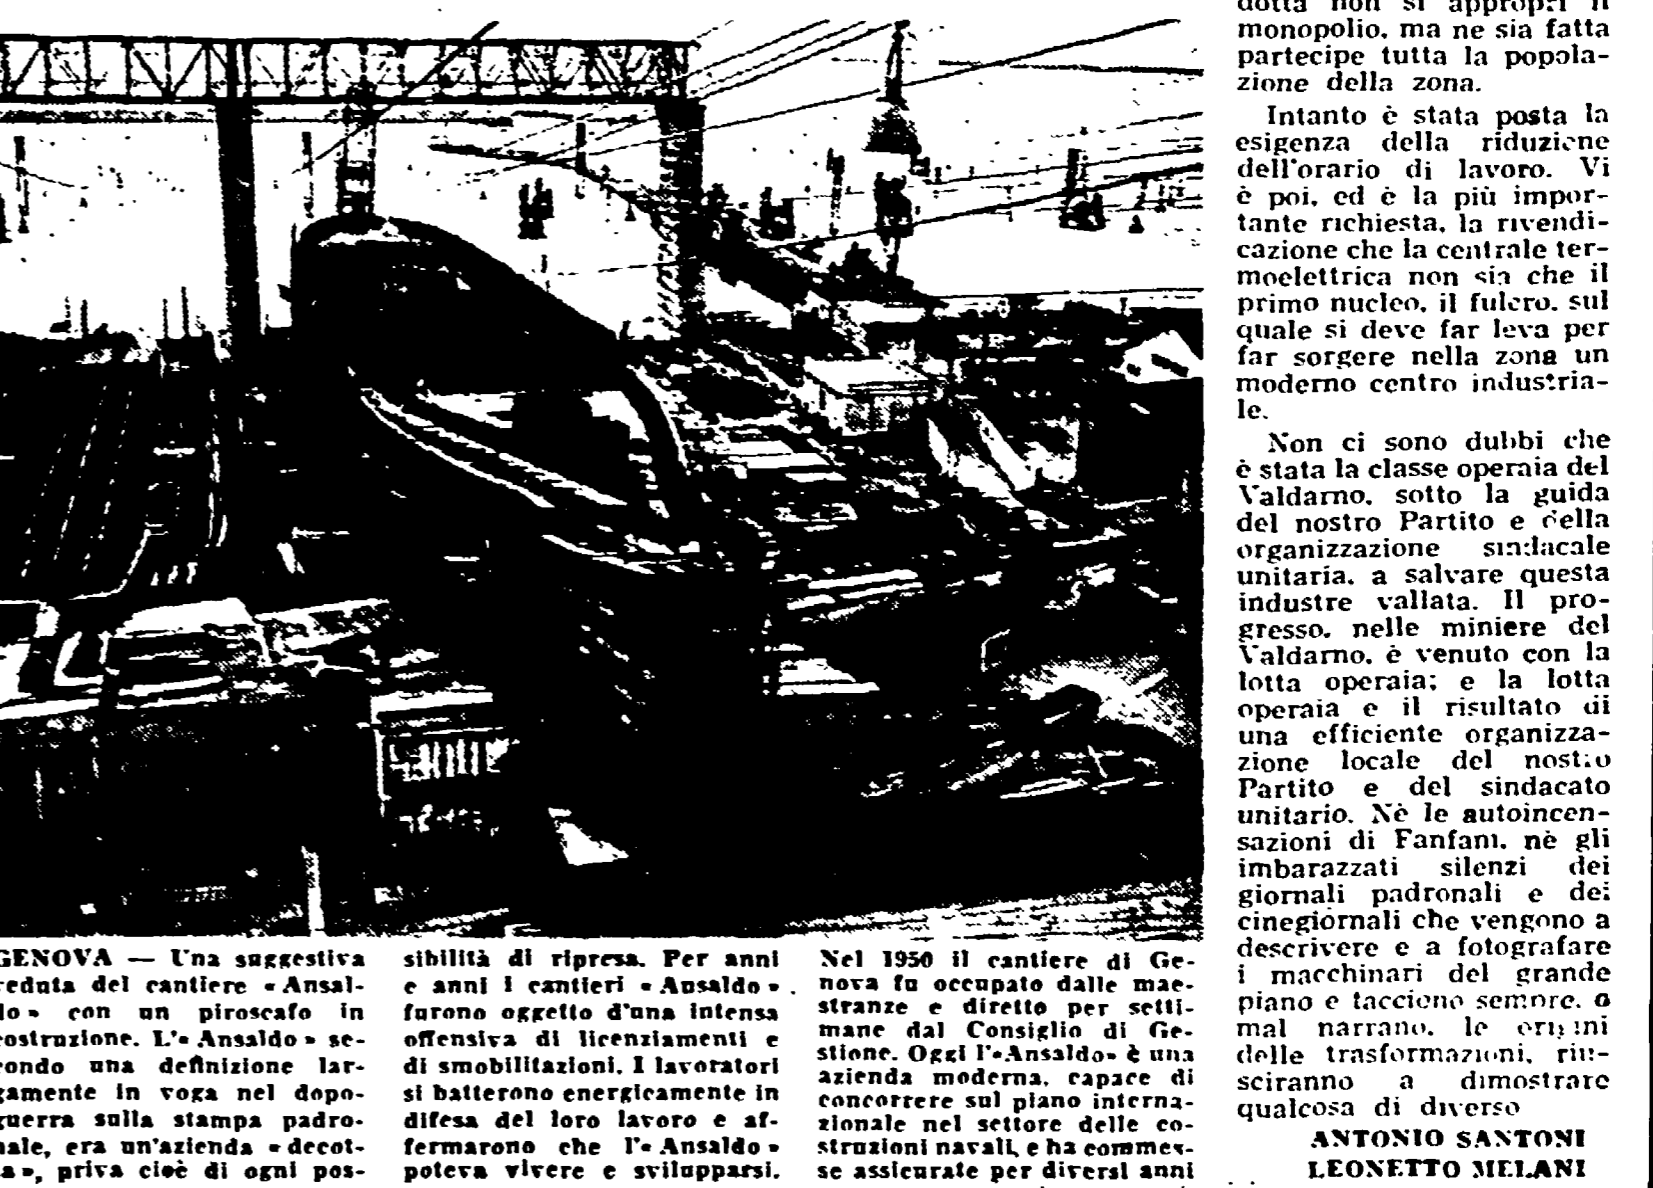 GENOVA — Una suggestiva
veduta del cantiere «Ansal-
do» con un piroscafo in
costruzione. L'«Ansaldo» se-
condo una definizione lar-
gamente in voga nel dopo-
guerra sulla stampa padro-
nale, era un'azienda «decot-
ta», priva cioè di ogni pos-
sibilità di ripresa. Per anni
e anni i cantieri «Ansaldo»
furono oggetto d'una intensa
offensiva di licenziamenti e
di smobilitazioni. I lavoratori
si batterono energicamente in
difesa del loro lavoro e af-
fermarono che l'«Ansaldo»
poteva vivere e svilupparsi.
Nel 1950 il cantiere di Ge-
nova fu occupato dalle mae-
stranze e diretto per setti-
mane dal Consiglio di Ge-
stione. Oggi l'«Ansaldo» è una
azienda moderna, capace di
concorrere sul piano interna-
zionale nel settore delle co-
struzioni navali, e ha commes-
se assicurate per diversi anni
dotta non si appropri il
monopolio, ma ne sia fatta
partecipe tutta la popola-
zione della zona.
Intanto è stata posta la
esigenza della riduzione
dell'orario di lavoro. Vi
è poi, ed è la più impor-
tante richiesta, la rivendi-
cazione che la centrale ter-
moelettrica non sia che il
primo nucleo, il fulcro, sul
quale si deve far leva per
far sorgere nella zona un
moderno centro industria-
le.
Non ci sono dubbi che
è stata la classe operaia del
Valdarno, sotto la guida
del nostro Partito e della
organizzazione sindacale
unitaria, a salvare questa
industre vallata. Il pro-
gresso, nelle miniere del
Valdarno, è venuto con la
lotta operaia; e la lotta
operaia e il risultato di
una efficiente organizza-
zione locale del nostro
Partito e del sindacato
unitario. Nè le autoincen-
sazioni di Fanfani, nè gli
imbarazzati silenzi dei
giornali padronali e dei
cinegiornali che vengono a
descrivere e a fotografare
i macchinari del grande
piano e tacciono sempre, o
mal narrano, le origini
delle trasformazioni, riu-
sciranno a dimostrare
qualcosa di diverso
ANTONIO SANTONI
LEONETTO MELANI